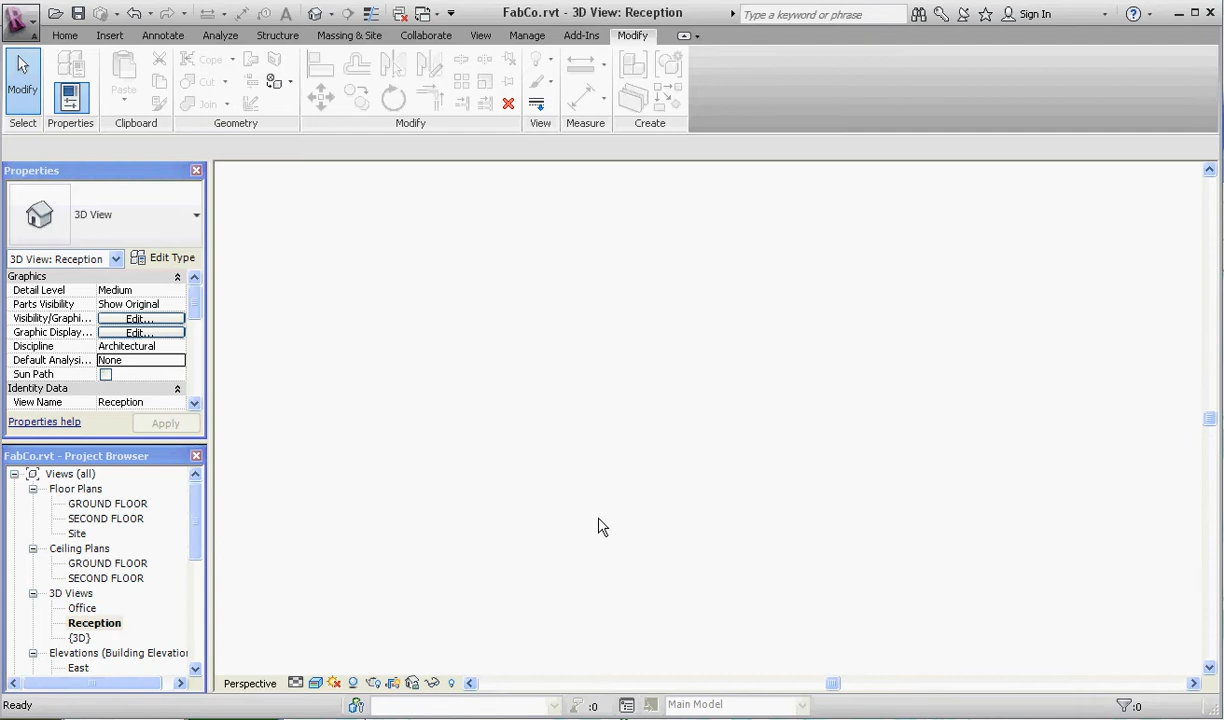 FabCo.rvt - 3D View: Reception
Type a keyword or phrase
Sign In
Home Insert Annotate Analyze Structure Massing & Site Collaborate View Manage Add-Ins Modify
Modify
Paste
Cope
Cut
Join
Select Properties Clipboard Geometry Modify View Measure Create
Properties
3D View
3D View: Reception Edit Type
Graphics
Detail Level Medium
Parts Visibility Show Original
Visibility/Graphi... Edit...
Graphic Display... Edit...
Discipline Architectural
Default Analysi... None
Sun Path
Identity Data
View Name Reception
Properties help Apply
FabCo.rvt - Project Browser
Views (all)
Floor Plans
GROUND FLOOR
SECOND FLOOR
Site
Ceiling Plans
GROUND FLOOR
SECOND FLOOR
3D Views
Office
Reception
{3D}
Elevations (Building Elevation
East
Perspective
Ready :0 Main Model :0